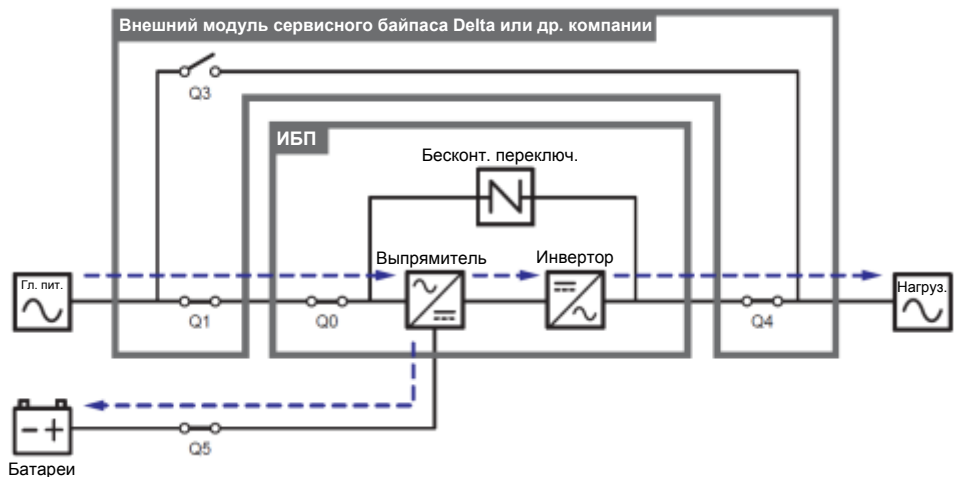 Внешний модуль сервисного байпаса Delta или др. компании
Q3
ИБП
Бесконт. переключ.
Выпрямитель
Инвертор
Гл. пит.
Нагруз.
Q1
Q0
Q4
Q5
Батареи